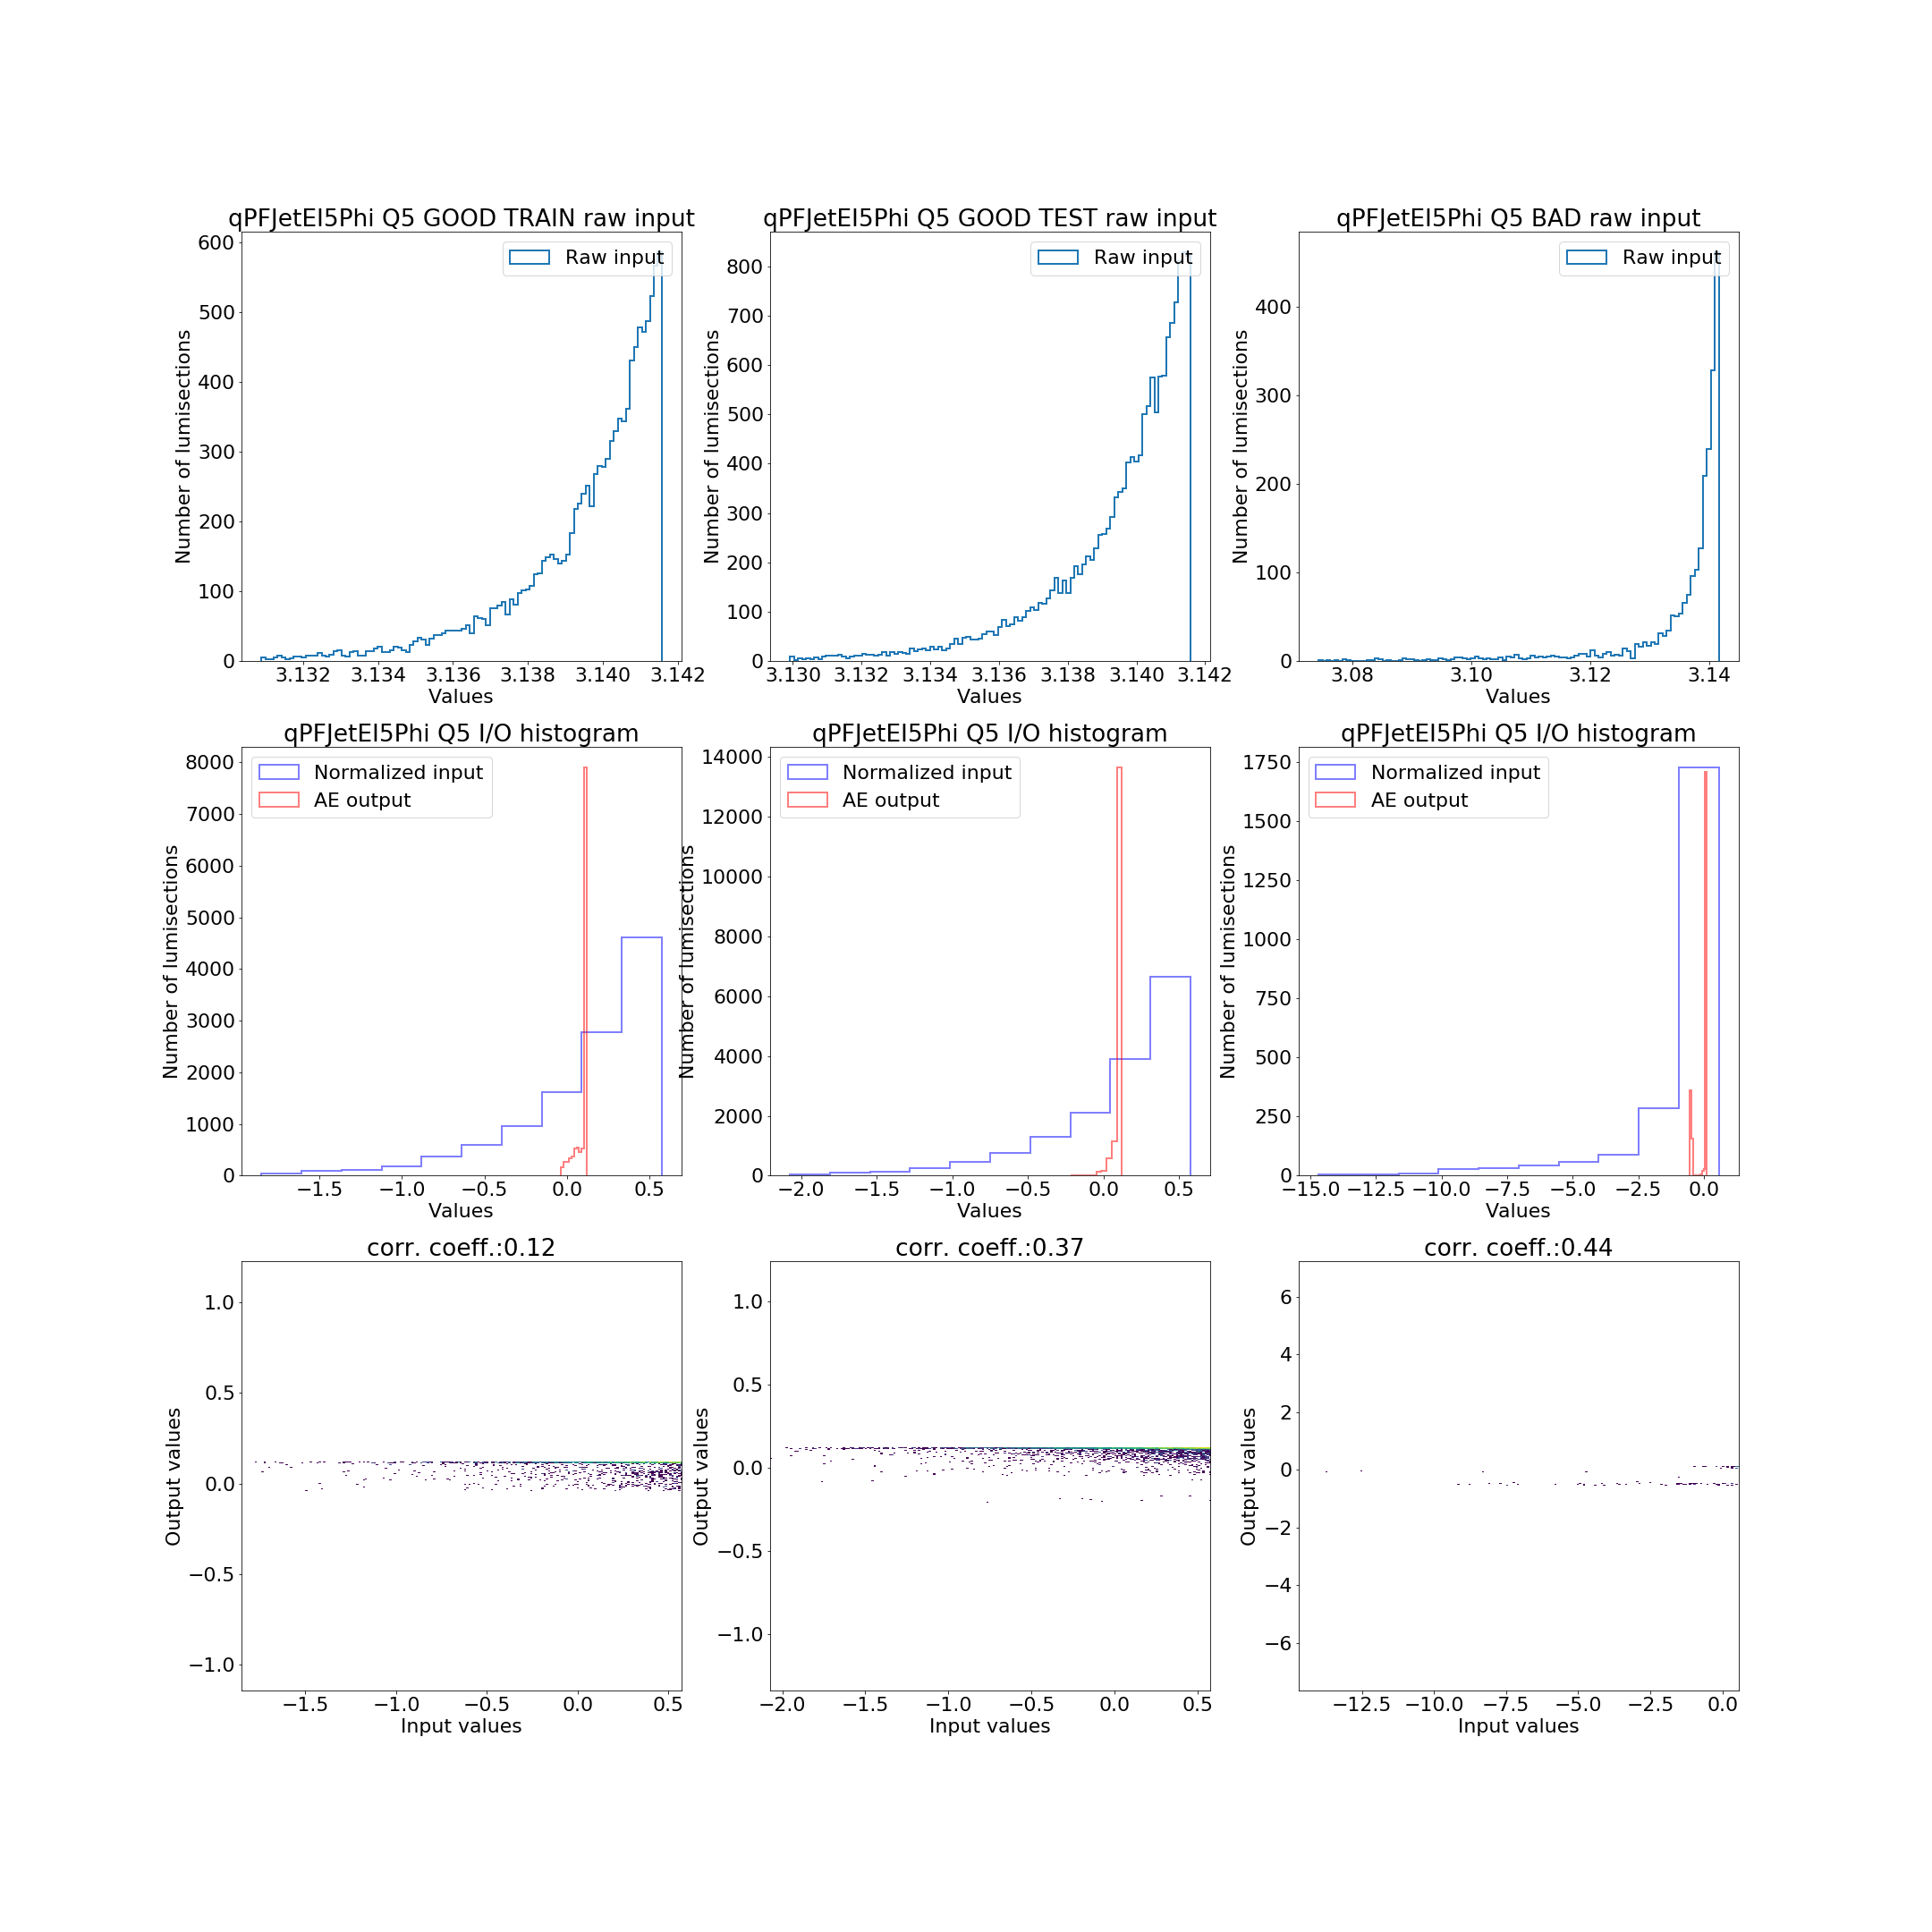 qPFJetEI5Phi Q5 GOOD TRAIN raw input
Raw input
Number of lumisections
600
500
400
300
200
100
0
3.132 3.134 3.136 3.138 3.140 3.142
Values
qPFJetEI5Phi Q5 GOOD TEST raw input
Raw input
Number of lumisections
800
700
600
500
400
300
200
100
0
3.130 3.132 3.134 3.136 3.138 3.140 3.142
Values
qPFJetEI5Phi Q5 BAD raw input
Raw input
Number of lumisections
400
300
200
100
0
3.08 3.10 3.12 3.14
Values
qPFJetEI5Phi Q5 I/O histogram
Normalized input
AE output
Number of lumisections
8000
7000
6000
5000
4000
3000
2000
1000
0
−1.5 −1.0 −0.5 0.0 0.5
Values
qPFJetEI5Phi Q5 I/O histogram
Normalized input
AE output
Number of lumisections
14000
12000
10000
8000
6000
4000
2000
0
−2.0 −1.5 −1.0 −0.5 0.0 0.5
Values
qPFJetEI5Phi Q5 I/O histogram
Normalized input
AE output
Number of lumisections
1750
1500
1250
1000
750
500
250
0
−15.0 −12.5 −10.0 −7.5 −5.0 −2.5 0.0
Values
corr. coeff.:0.12
Output values
1.0
0.5
0.0
−0.5
−1.0
−1.5 −1.0 −0.5 0.0 0.5
Input values
corr. coeff.:0.37
Output values
1.0
0.5
0.0
−0.5
−1.0
−2.0 −1.5 −1.0 −0.5 0.0 0.5
Input values
corr. coeff.:0.44
Output values
6
4
2
0
−2
−4
−6
−12.5 −10.0 −7.5 −5.0 −2.5 0.0
Input values